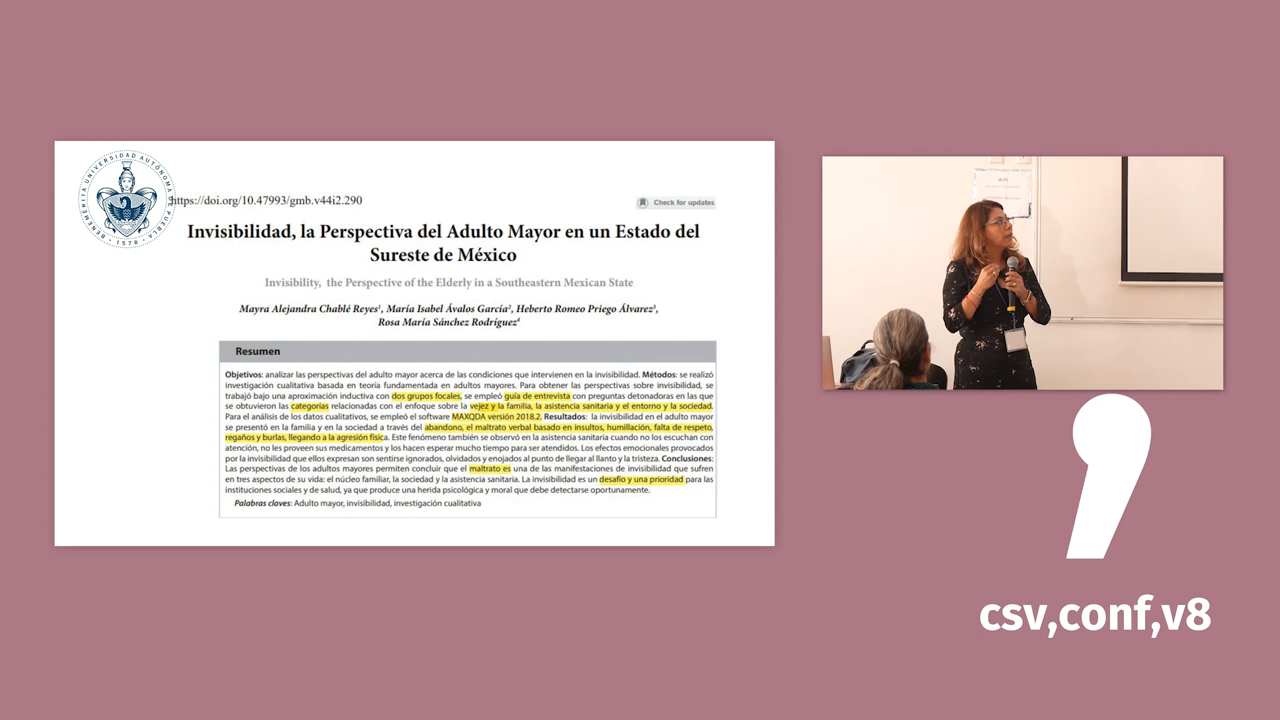 BENEMÉRITA UNIVERSIDAD AUTÓNOMA DE PUEBLA
• 1578 •
https://doi.org/10.47993/gmb.v44i2.290
Check for updates
Invisibilidad, la Perspectiva del Adulto Mayor en un Estado del
Sureste de México
Invisibility, the Perspective of the Elderly in a Southeastern Mexican State
Mayra Alejandra Chablé Reyes¹, María Isabel Ávalos García², Heberto Romeo Priego Álvarez³,
Rosa María Sánchez Rodríguez⁴
Resumen
Objetivos: analizar las perspectivas del adulto mayor acerca de las condiciones que intervienen en la invisibilidad. Métodos: se realizó
investigación cualitativa basada en teoría fundamentada en adultos mayores. Para obtener las perspectivas sobre invisibilidad, se
trabajó bajo una aproximación inductiva con dos grupos focales, se empleó guía de entrevista con preguntas detonadoras en las que
se obtuvieron las categorías relacionadas con el enfoque sobre la vejez y la familia, la asistencia sanitaria y el entorno y la sociedad.
Para el análisis de los datos cualitativos, se empleó el software MAXQDA versión 2018.2. Resultados: la invisibilidad en el adulto mayor
se presentó en la familia y en la sociedad a través del abandono, el maltrato verbal basado en insultos, humillación, falta de respeto,
regaños y burlas, llegando a la agresión física. Este fenómeno también se observó en la asistencia sanitaria cuando no los escuchan con
atención, no les proveen sus medicamentos y los hacen esperar mucho tiempo para ser atendidos. Los efectos emocionales provocados
por la invisibilidad que ellos expresan son sentirse ignorados, olvidados y enojados al punto de llegar al llanto y la tristeza. Conclusiones:
Las perspectivas de los adultos mayores permiten concluir que el maltrato es una de las manifestaciones de invisibilidad que sufren
en tres aspectos de su vida: el núcleo familiar, la sociedad y la asistencia sanitaria. La invisibilidad es un desafío y una prioridad para las
instituciones sociales y de salud, ya que produce una herida psicológica y moral que debe detectarse oportunamente.
Palabras claves: Adulto mayor, invisibilidad, investigación cualitativa
csv,conf,v8